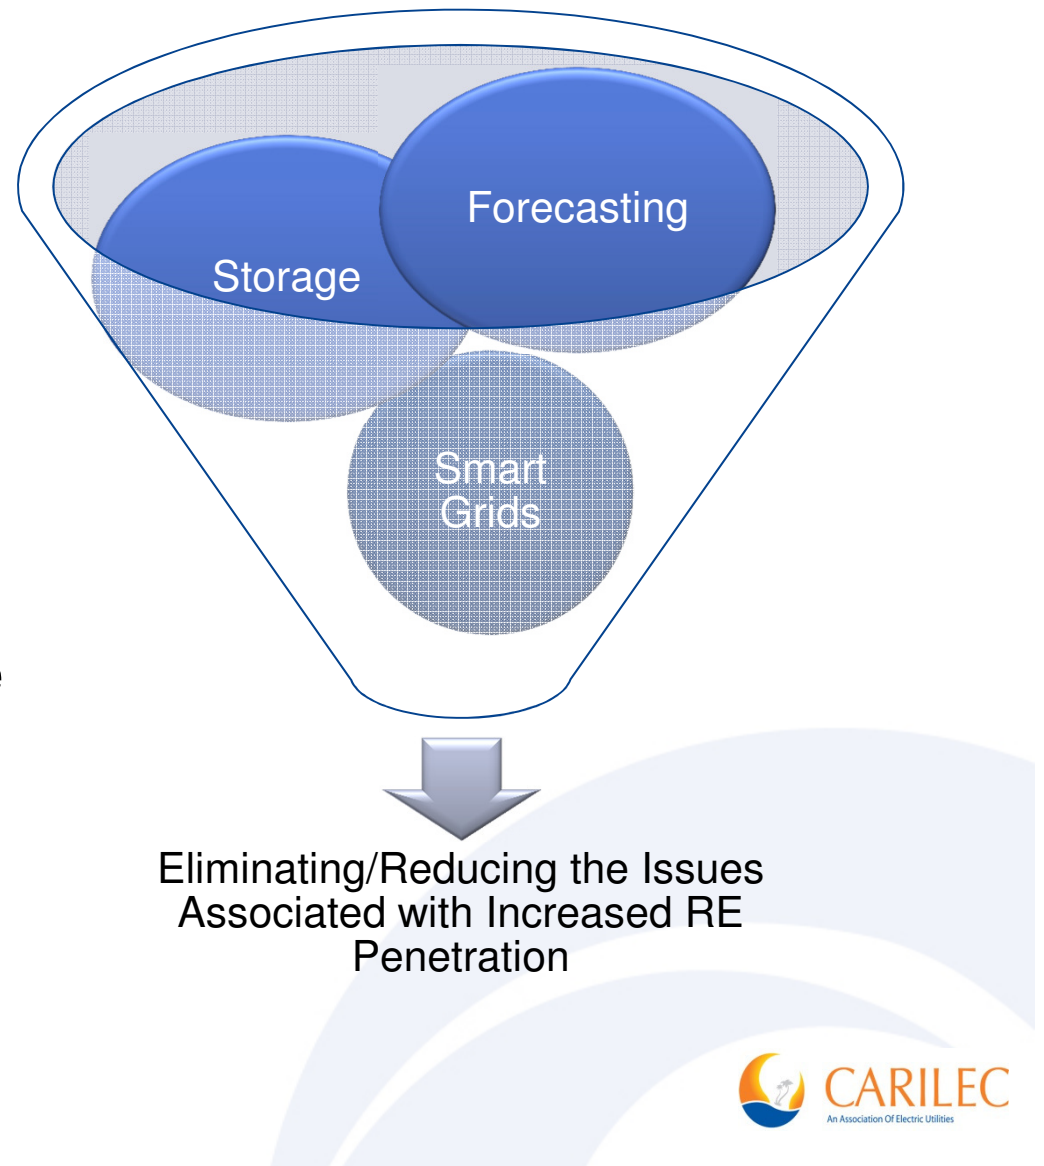 Forecasting
Storage
Smart
Grids
e
Eliminating/Reducing the Issues
Associated with Increased RE
Penetration
CARILEC
An Association Of Electric Utilities